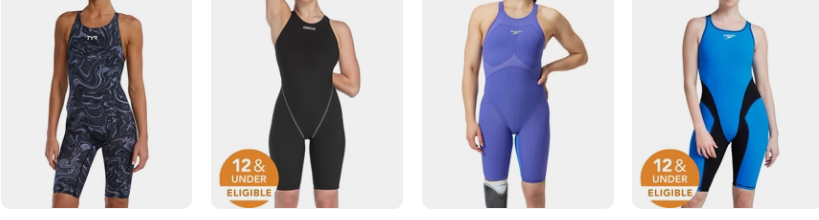 TYR
arena
12 &
UNDER
ELIGIBLE
speedo
12 &
UNDER
ELIGIBLE